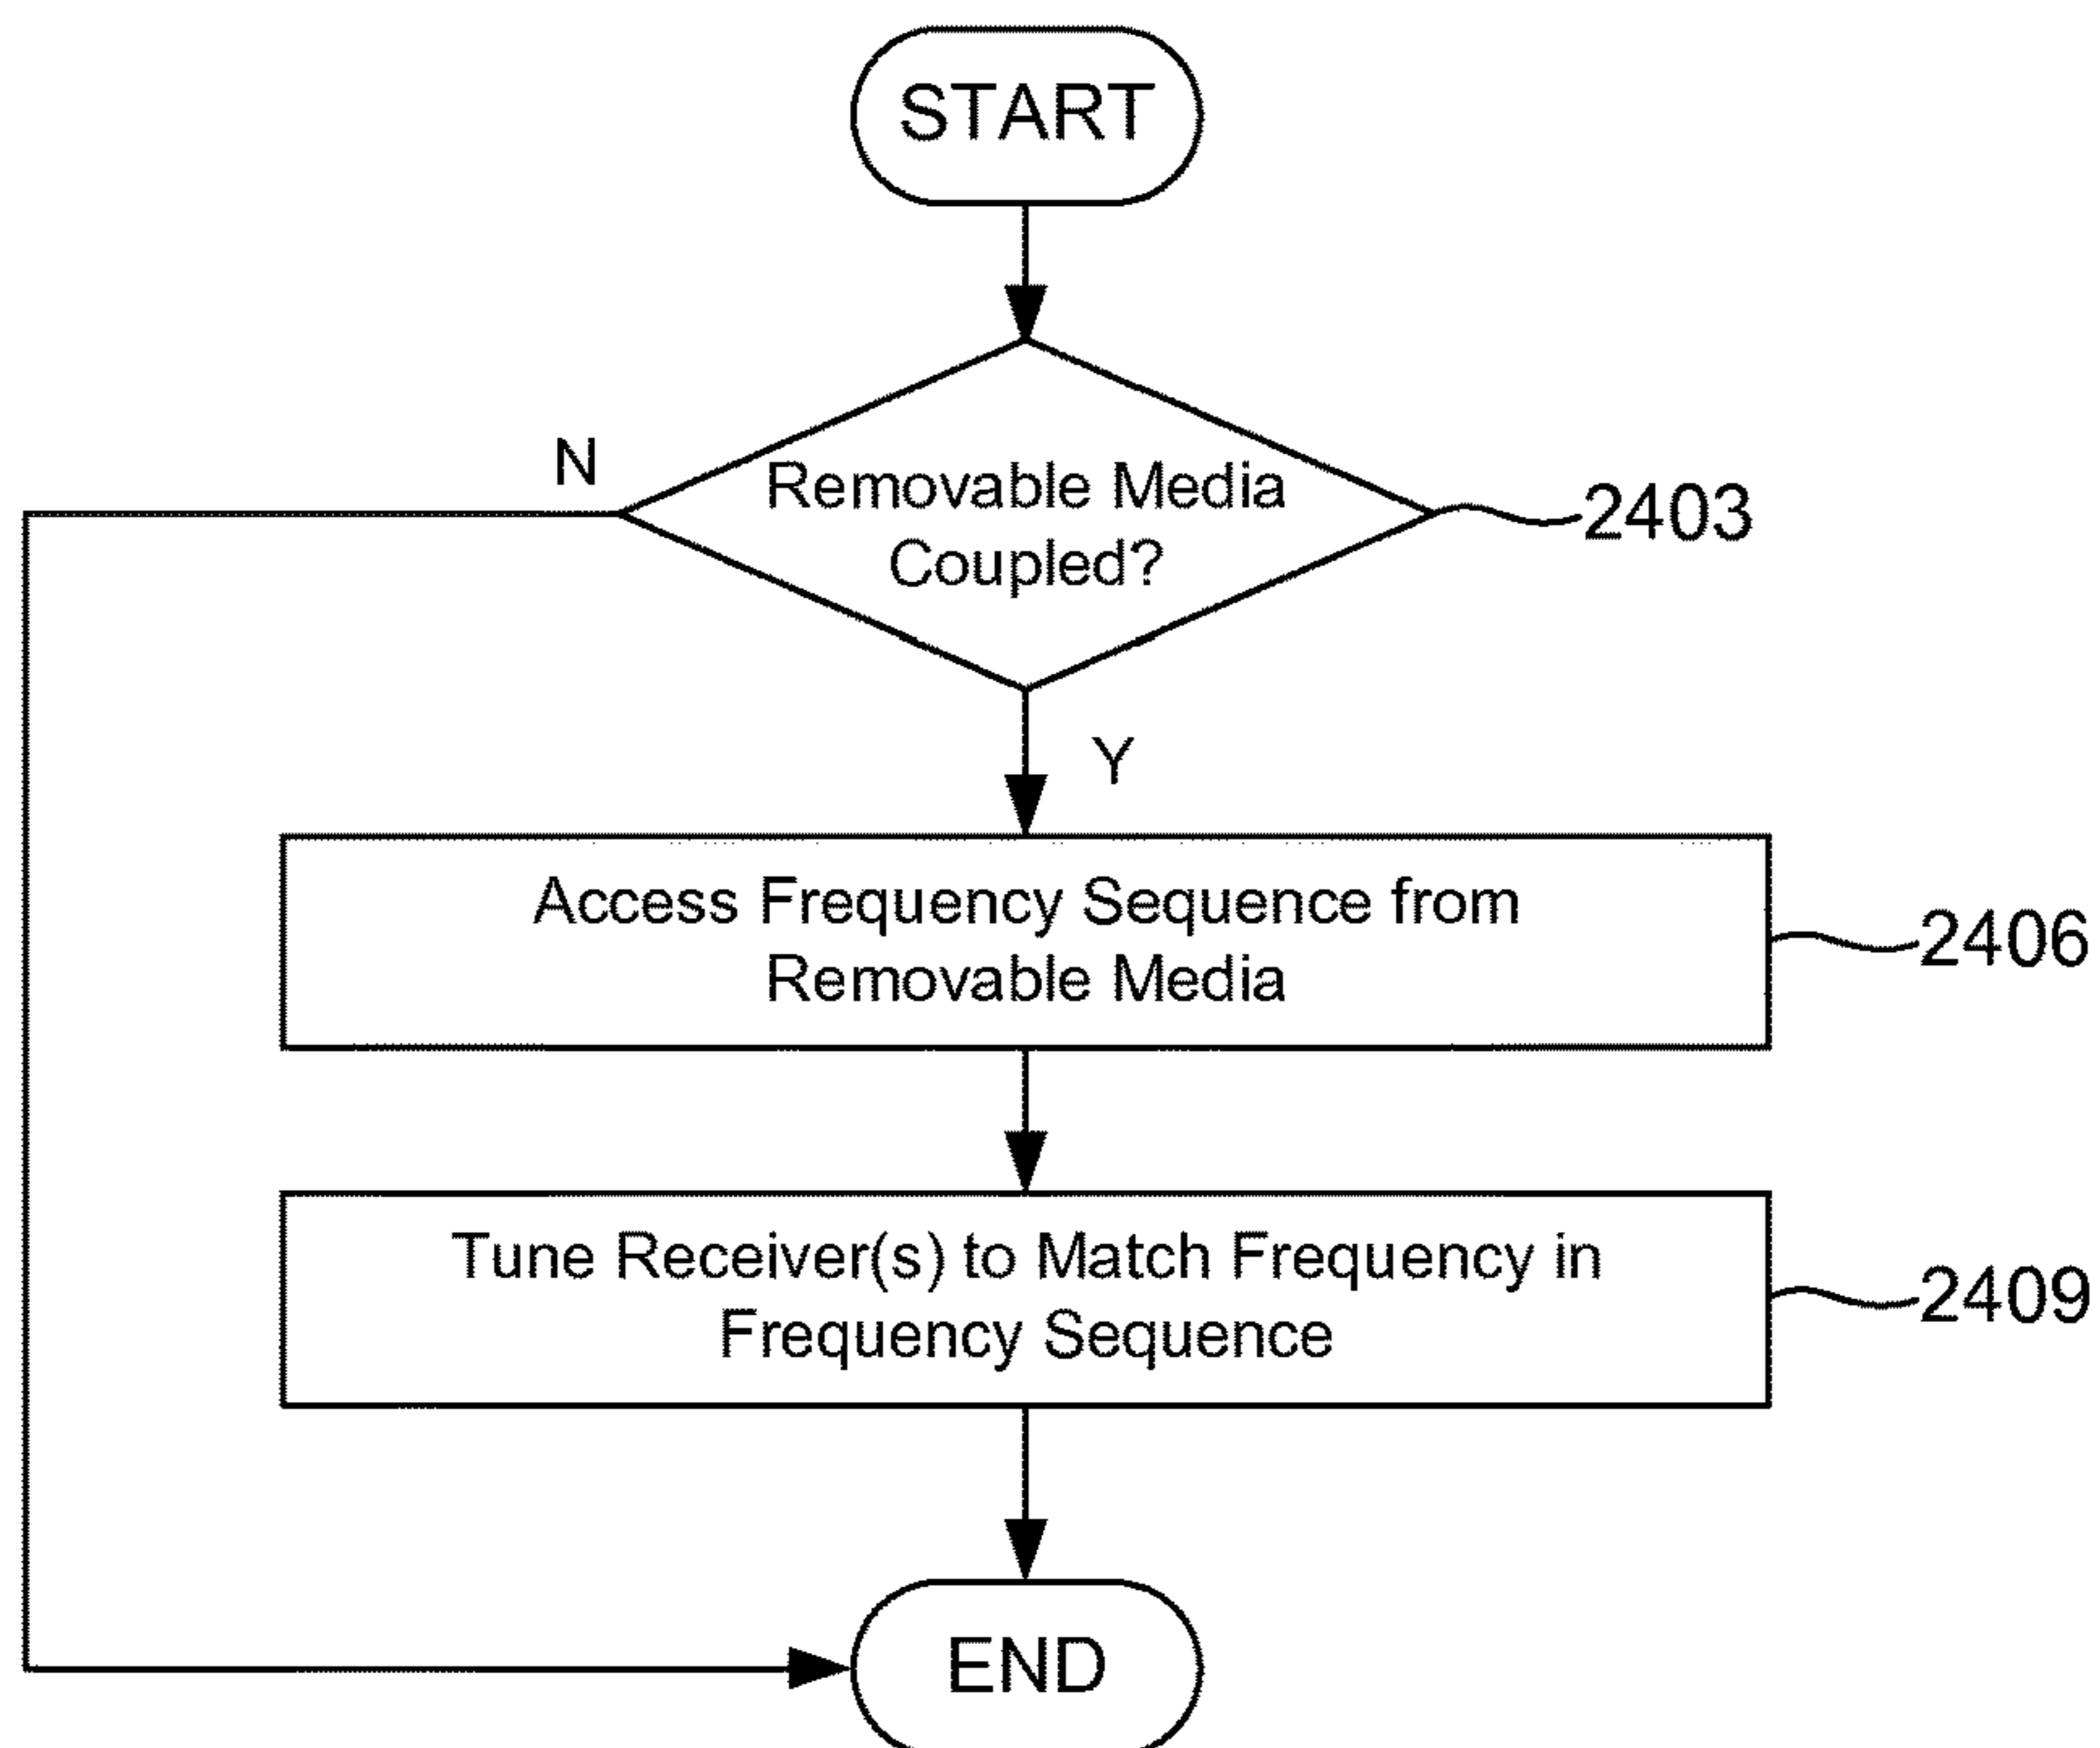 START
N
Removable Media
Coupled?
2403
Y
Access Frequency Sequence from
Removable Media
2406
Tune Receiver(s) to Match Frequency in
Frequency Sequence
2409
END